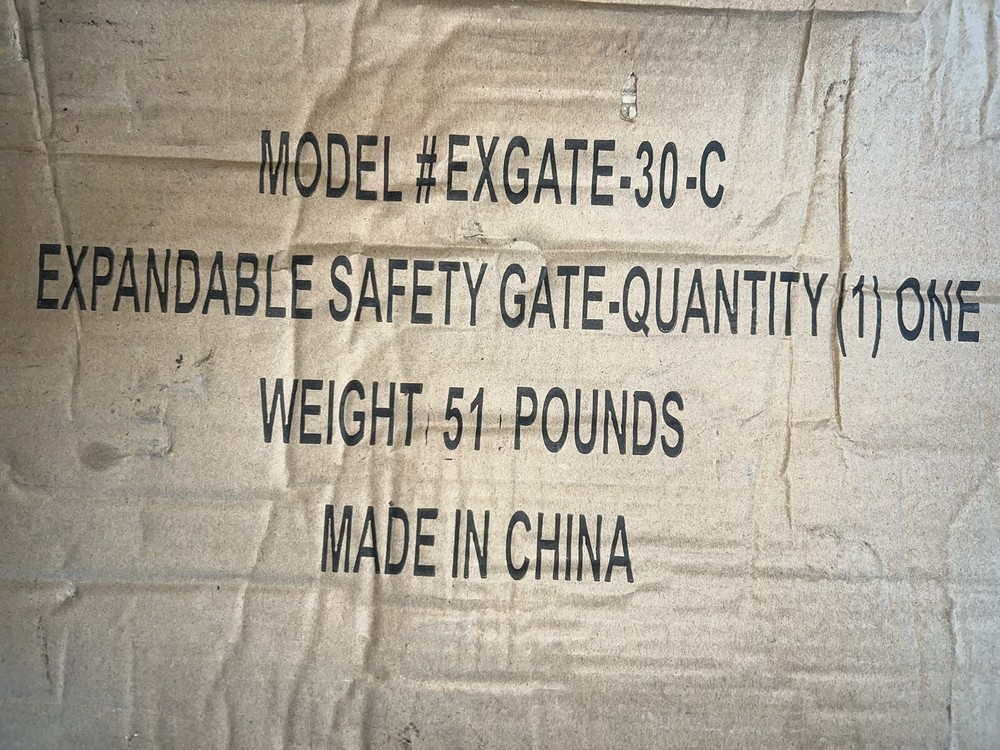 MODEL #EXGATE-30-C
EXPANDABLE SAFETY GATE-QUANTITY (1) ONE
WEIGHT 51 POUNDS
MADE IN CHINA